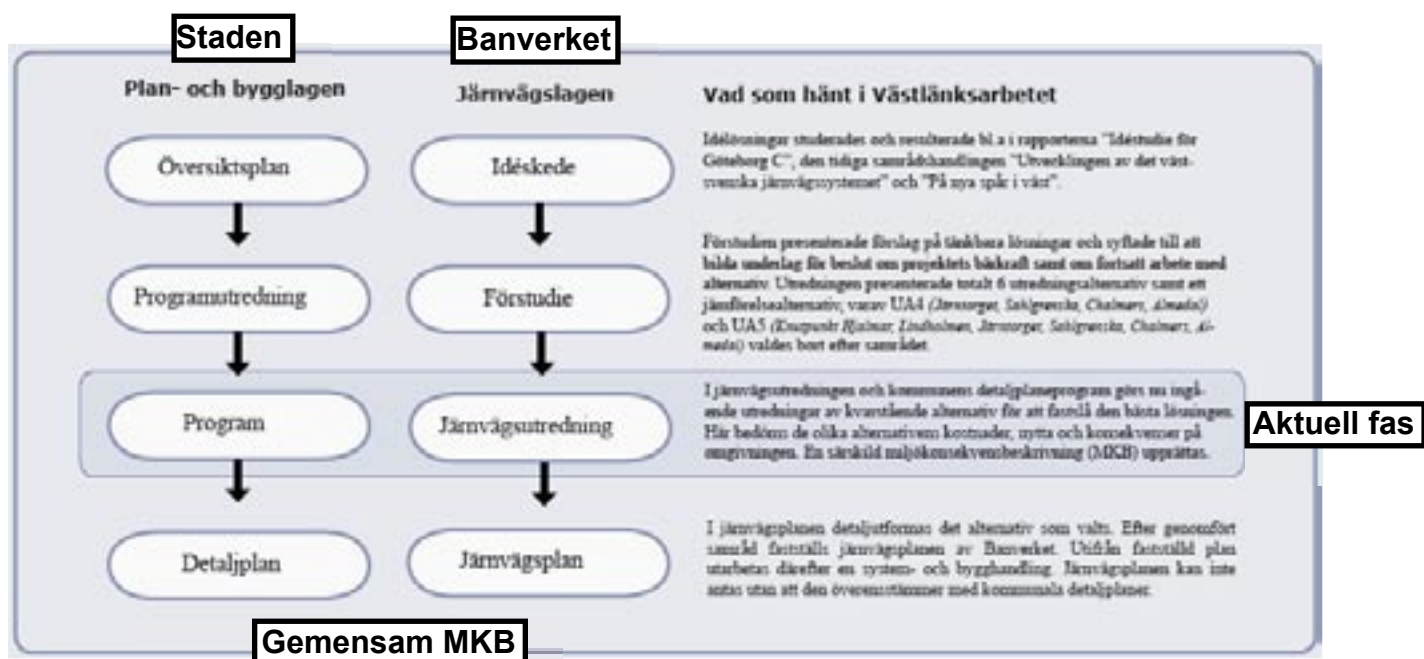 Staden
Banverket
Plan- och bygglagen
Järnvägslagen
Vad som hänt i Västlänksarbetet
Översiktsplan
Idéskede
Idélösningar studerades och resulterade bl.a i rapporterna "Idéstudie för
Göteborg C", den tidiga samrådshandlingen "Utvecklingen av det väst-
svenska järnvägssystemet" och "På nya spår i väst".
Programutredning
Förstudie
Förstudien presenterade förslag på tänkbara lösningar och syftade till att
bilda underlag för beslut om projektets bärkraft samt om fortsatt arbete med
alternativ. Utredningen presenterade totalt 6 utredningsalternativ samt ett
jämförelsealternativ, varav UA4 (Järntorget, Sahlgrenska, Chalmers, Almedal)
och UA5 (Knutpunkt Hjalmar, Lindholmen, Järntorget, Sahlgrenska, Chalmers, Al-
medal) valdes bort efter samrådet.
Program
Järnvägsutredning
I järnvägsutredningen och kommunens detaljplaneprogram görs nu ingå-
ende utredningar av kvarstående alternativ för att fastslå den bästa lösningen.
Här bedöms de olika alternativens kostnader, nytta och konsekvenser på
omgivningen. En särskild miljökonsekvensbeskrivning (MKB) upprättas.
Aktuell fas
Detaljplan
Järnvägsplan
I järnvägsplanen detaljutformas det alternativ som valts. Efter genomfört
samråd fastställs järnvägsplanen av Banverket. Utifrån fastställd plan
utarbetas därefter en system- och bygghandling. Järnvägsplanen kan inte
antas utan att den överensstämmer med kommunala detaljplaner.
Gemensam MKB